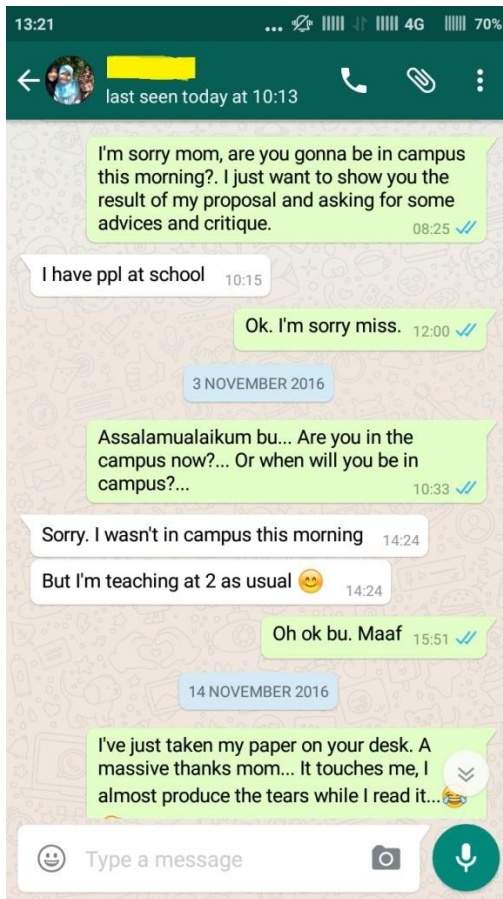 13:21 ... 4G 70%
last seen today at 10:13
I'm sorry mom, are you gonna be in campus
this morning?. I just want to show you the
result of my proposal and asking for some
advices and critique. 08:25
I have ppl at school 10:15
Ok. I'm sorry miss. 12:00
3 NOVEMBER 2016
Assalamualaikum bu... Are you in the
campus now?... Or when will you be in
campus?... 10:33
Sorry. I wasn't in campus this morning 14:24
But I'm teaching at 2 as usual 😊 14:24
Oh ok bu. Maaf 15:51
14 NOVEMBER 2016
I've just taken my paper on your desk. A
massive thanks mom... It touches me, I
almost produce the tears while I read it...😂
Type a message